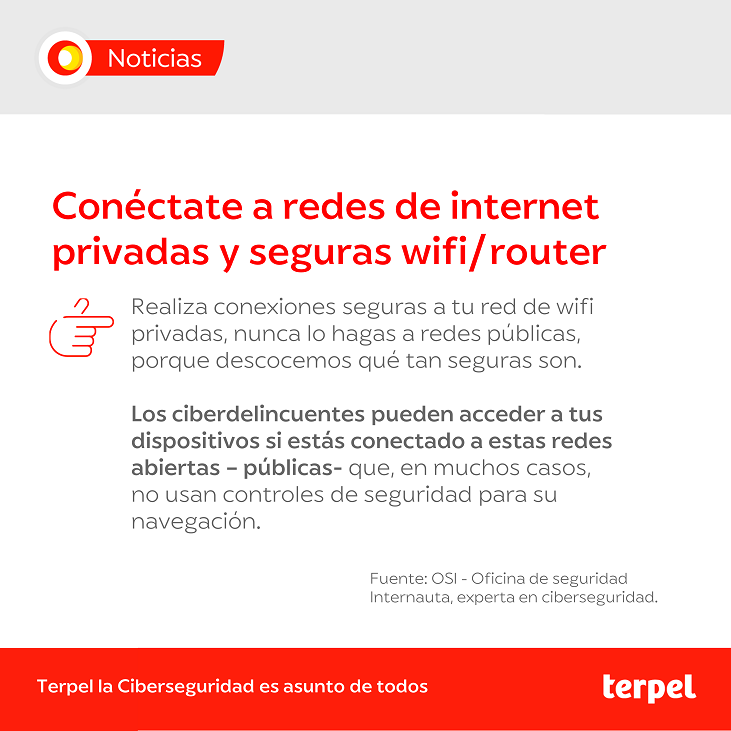 Noticias
Conéctate a redes de internet
privadas y seguras wifi/router
Realiza conexiones seguras a tu red de wifi
privadas, nunca lo hagas a redes públicas,
porque descocemos qué tan seguras son.
Los ciberdelincuentes pueden acceder a tus
dispositivos si estás conectado a estas redes
abiertas – públicas- que, en muchos casos,
no usan controles de seguridad para su
navegación.
Fuente: OSI - Oficina de seguridad
Internauta, experta en ciberseguridad.
Terpel la Ciberseguridad es asunto de todos
terpel